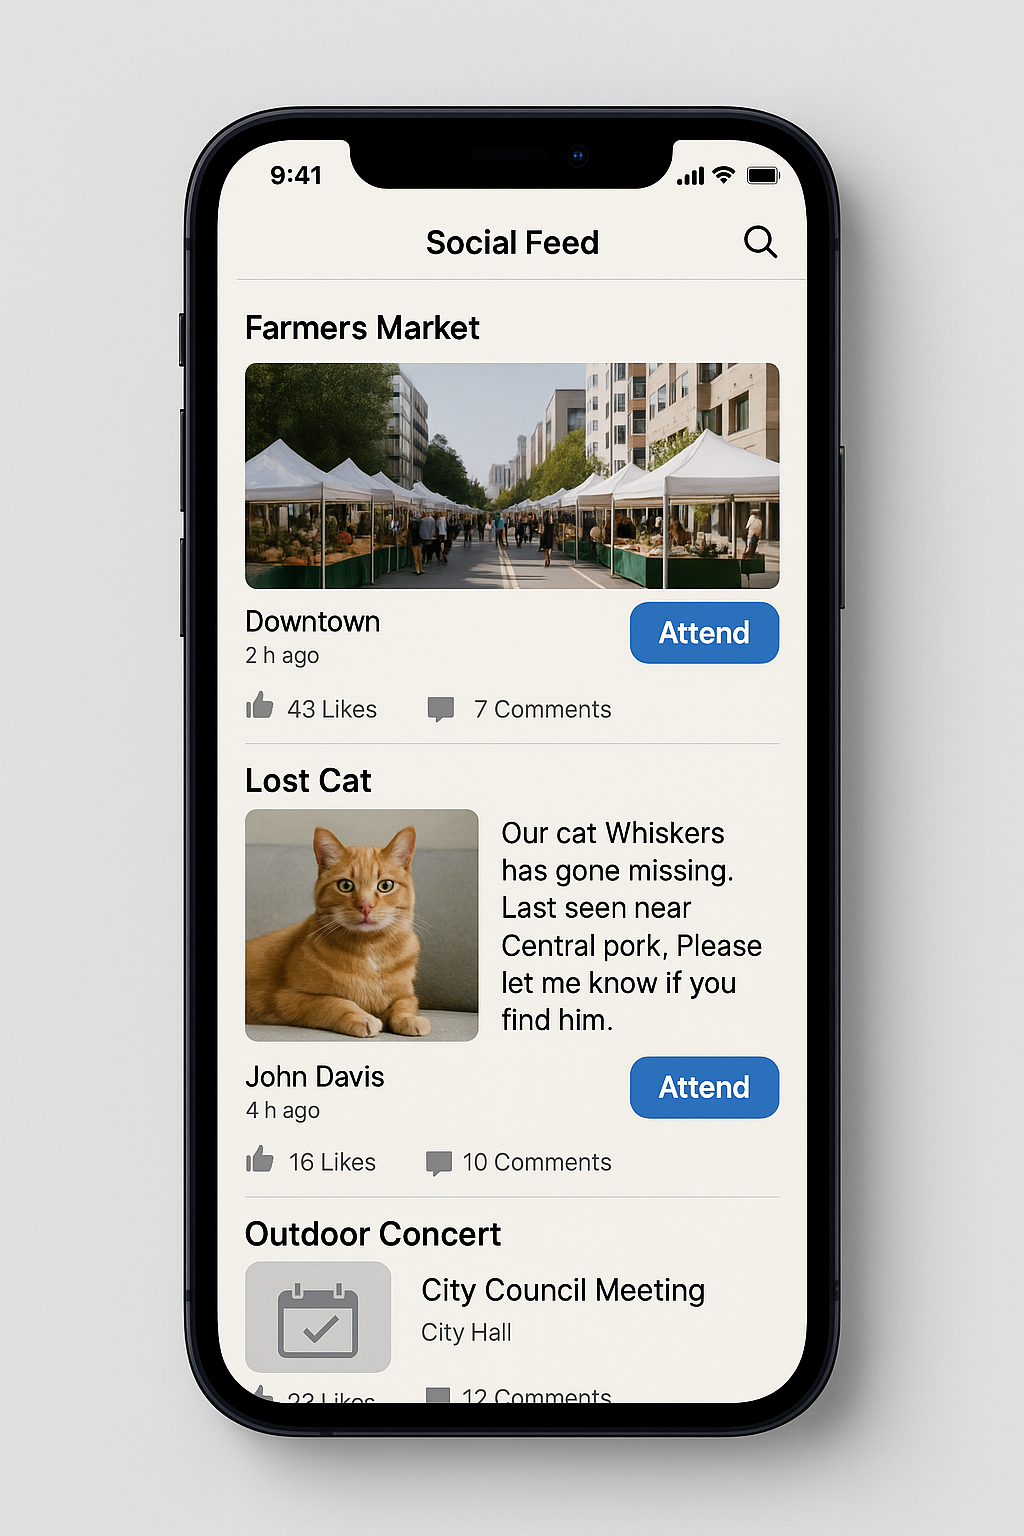 9:41
Social Feed
Farmers Market
Downtown
2 h ago
Attend
43 Likes
7 Comments
Lost Cat
Our cat Whiskers
has gone missing.
Last seen near
Central pork, Please
let me know if you
find him.
John Davis
4 h ago
Attend
16 Likes
10 Comments
Outdoor Concert
City Council Meeting
City Hall
Likes
12 Comments